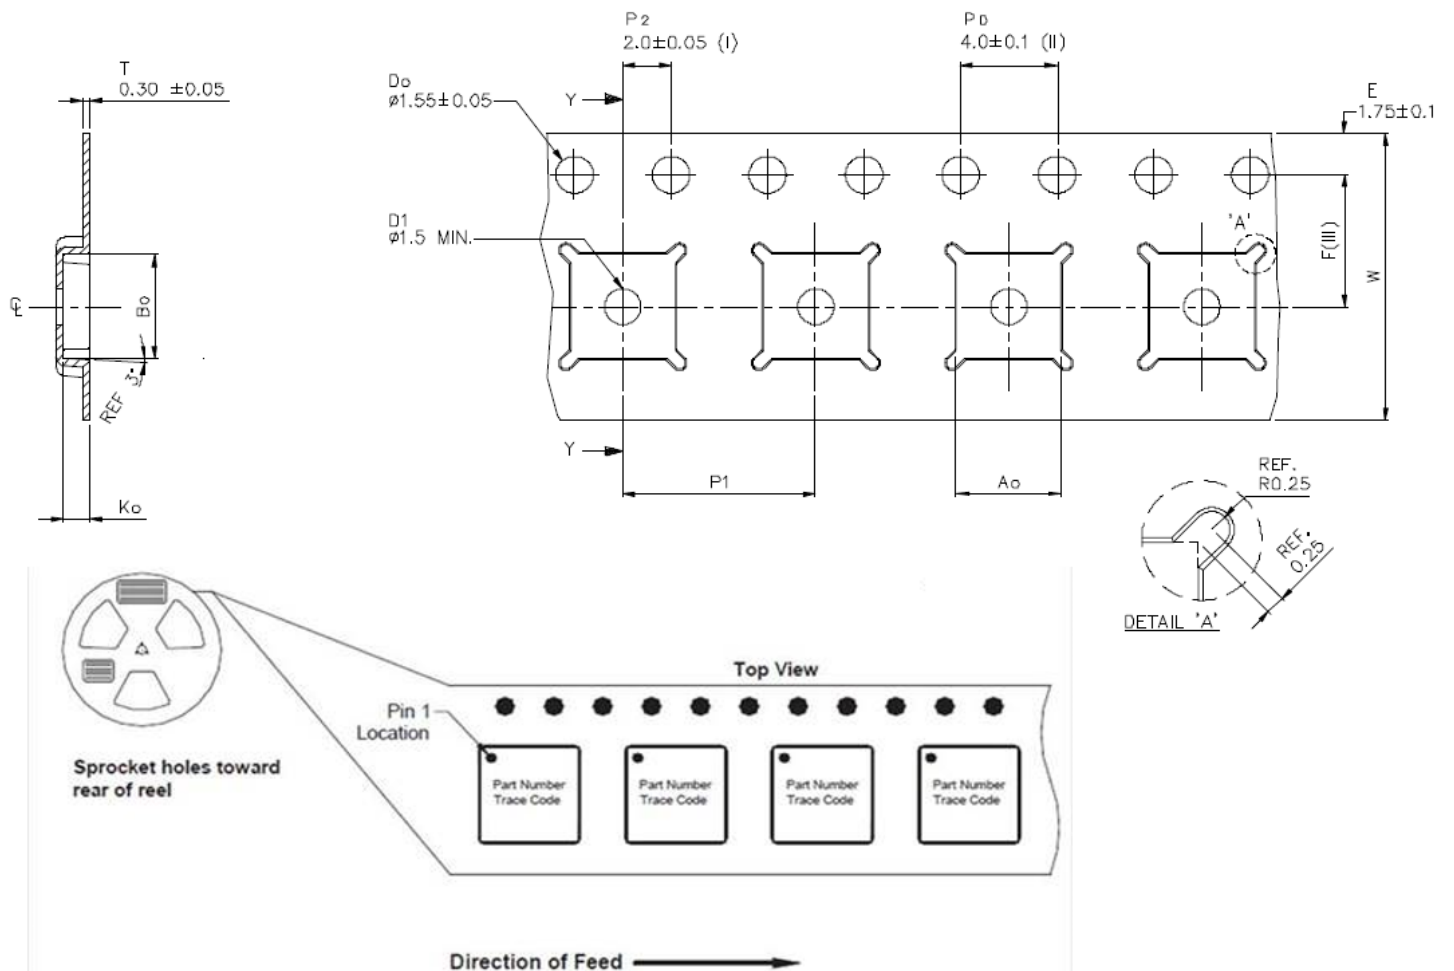 P2
2.0±0.05 (I)
P0
4.0±0.1 (II)
T
0.30 ±0.05
Do
ø1.55±0.05
Y
E
1.75±0.1
D1
ø1.5 MIN.
'A'
F(III)
W
℄
Bo
REF 3°
Y
P1
Ao
Ko
REF.
R0.25
REF.
0.25
DETAIL 'A'
Top View
Pin 1
Location
Sprocket holes toward
rear of reel
Part Number
Trace Code
Part Number
Trace Code
Part Number
Trace Code
Part Number
Trace Code
Direction of Feed